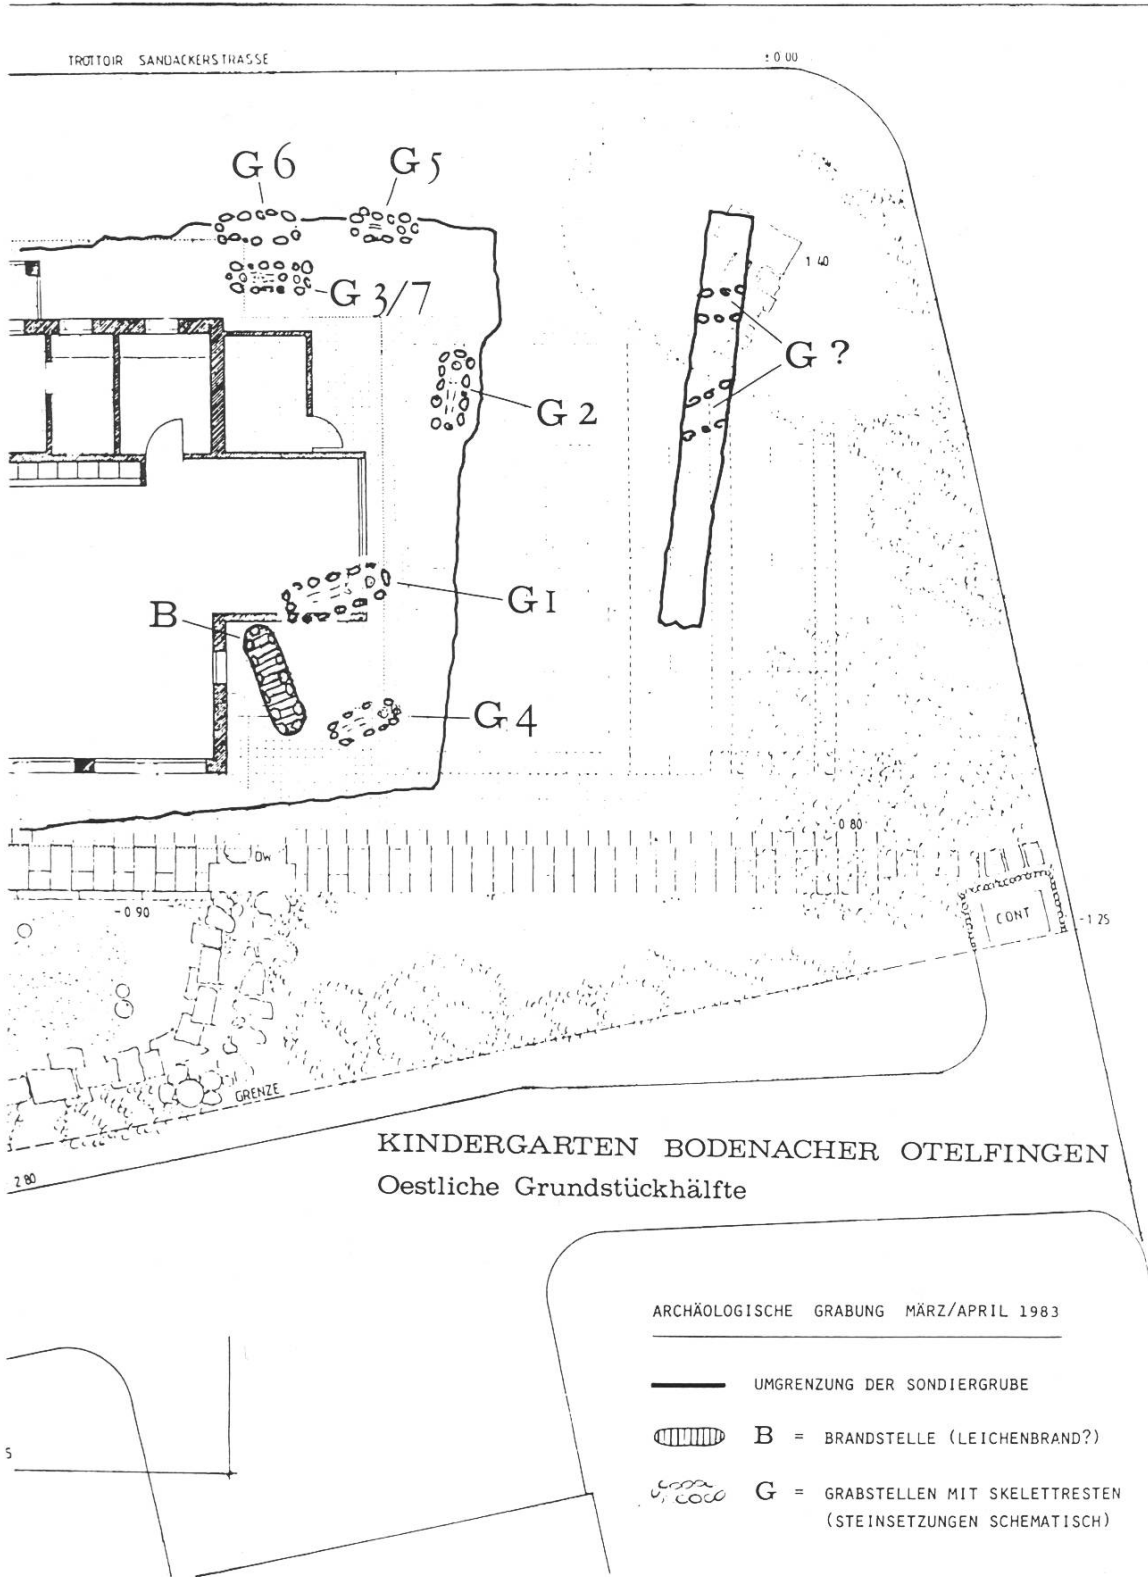 TROTTOIR SANDACKERSTRASSE
± 0 00
G 6
G 5
1 40
G 3/7
G ?
G 2
G 1
B
G 4
-0 80
DW
-0 90
CONT
-1 25
GRENZE
2 80
KINDERGARTEN BODENACHER OTELFINGEN
Oestliche Grundstückhälfte
ARCHÄOLOGISCHE GRABUNG MÄRZ/APRIL 1983
UMGRENZUNG DER SONDIERGRUBE
B = BRANDSTELLE (LEICHENBRAND?)
S
G = GRABSTELLEN MIT SKELETTRESTEN
(STEINSETZUNGEN SCHEMATISCH)